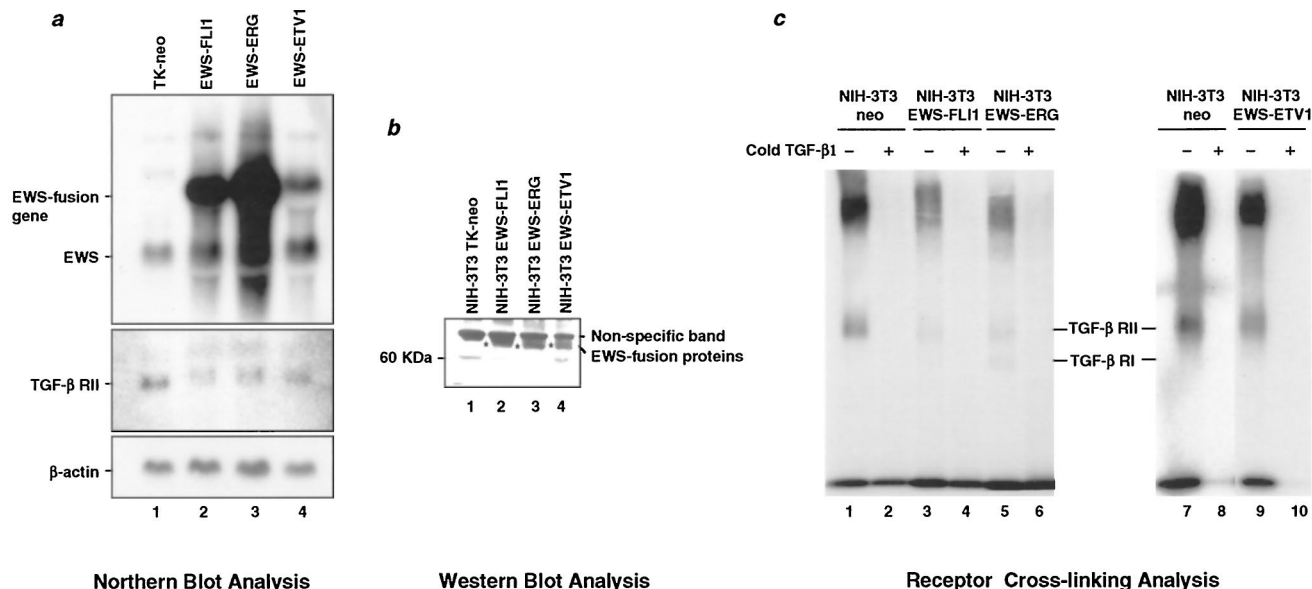 a
TK-neo
EWS-FLI1
EWS-ERG
EWS-ETV1
EWS-fusion
gene
EWS
TGF-β RII
β-actin
1 2 3 4
Northern Blot Analysis
b
NIH-3T3 TK-neo
NIH-3T3 EWS-FLI1
NIH-3T3 EWS-ERG
NIH-3T3 EWS-ETV1
Non-specific band
60 KDa
* * *
EWS-fusion proteins
1 2 3 4
Western Blot Analysis
c
NIH-3T3 NIH-3T3 NIH-3T3
neo EWS-FLI1 EWS-ERG
Cold TGF-β1 – + – + – +
1 2 3 4 5 6
NIH-3T3 NIH-3T3
neo EWS-ETV1
– + – +
TGF-β RII
TGF-β RI
7 8 9 10
Receptor Cross-linking Analysis